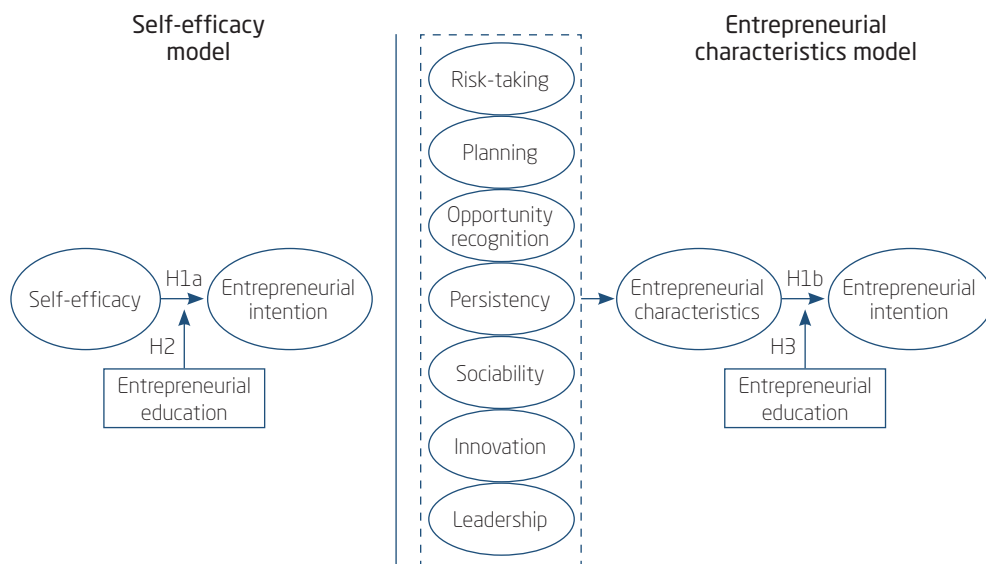 Self-efficacy
model
H1a
Self-efficacy
Entrepreneurial
intention
H2
Entrepreneurial
education
Entrepreneurial
characteristics model
Risk-taking
Planning
Opportunity
recognition
Persistency
Sociability
Innovation
Leadership
Entrepreneurial
characteristics
H1b
Entrepreneurial
intention
H3
Entrepreneurial
education